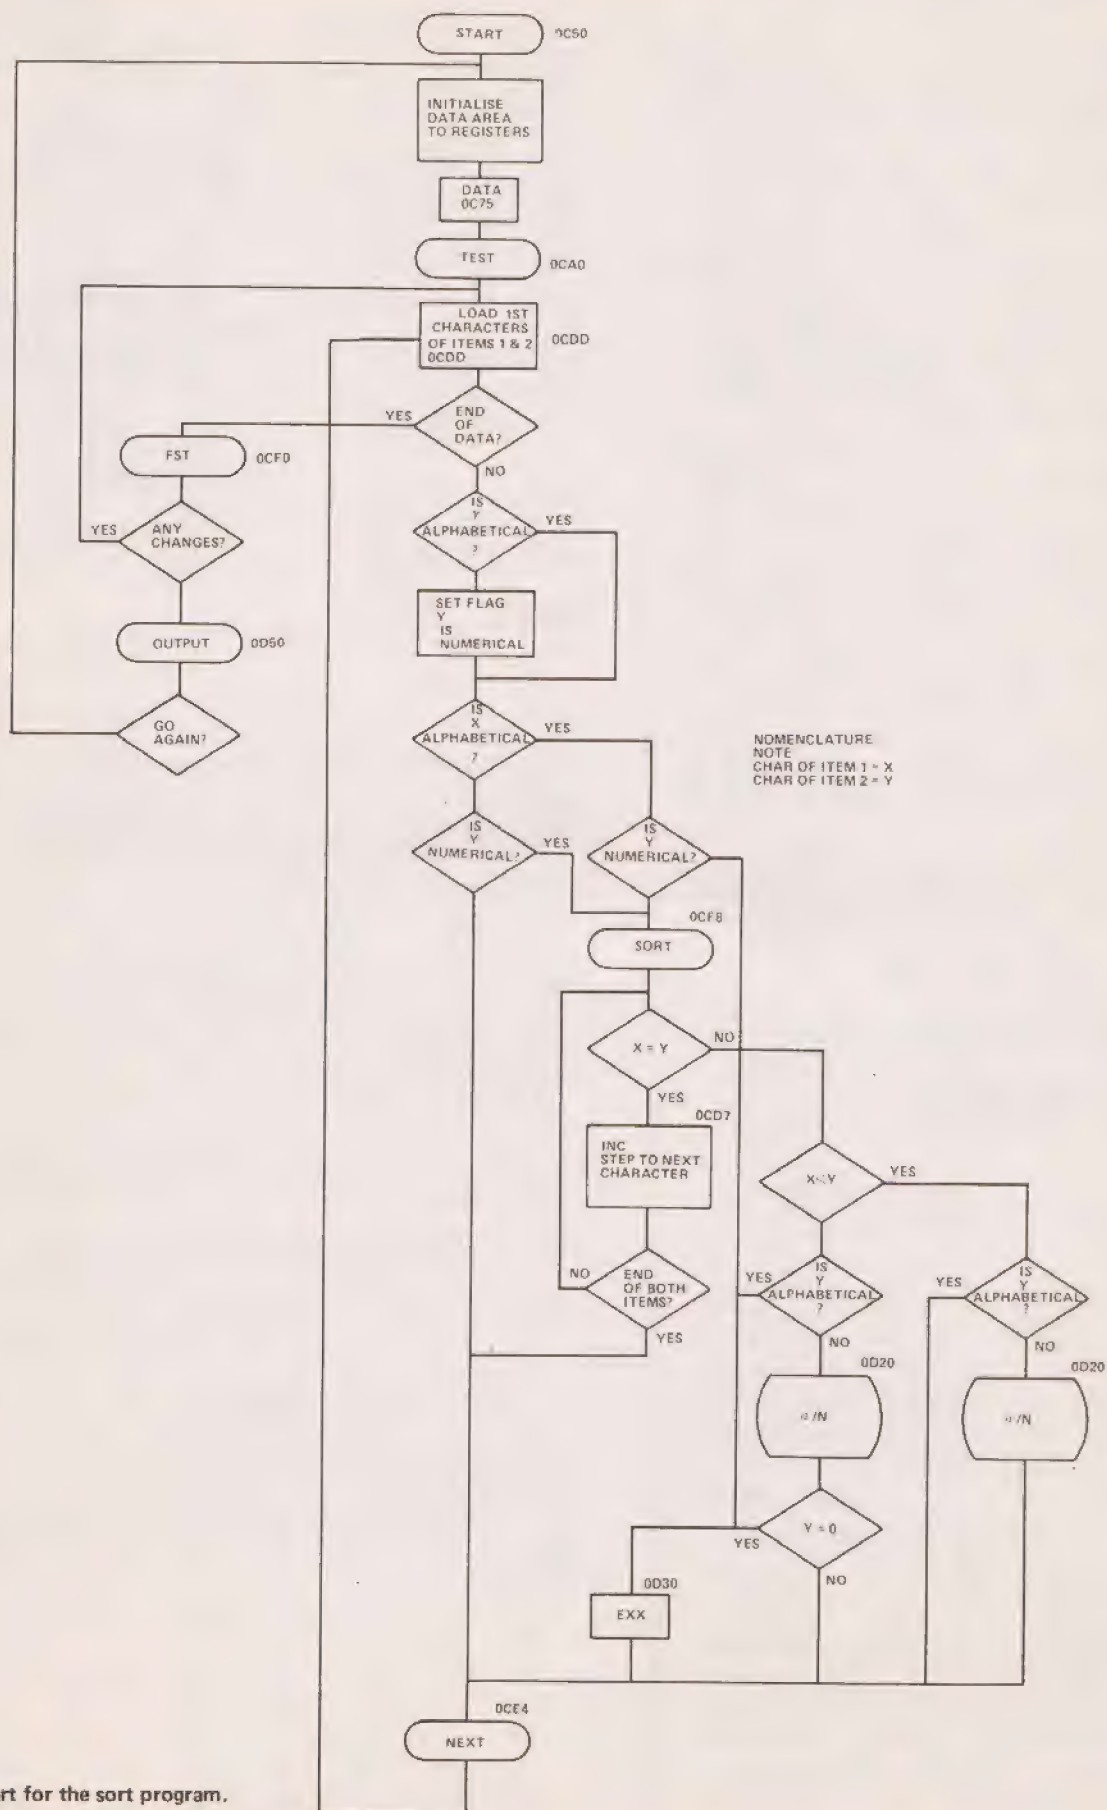 START
0C50
INITIALISE
DATA AREA
TO REGISTERS
DATA
0C75
TEST
0CA0
LOAD 1ST
CHARACTERS
OF ITEMS 1 & 2
0CDD
0CDD
YES
END
OF
DATA?
NO
FST
0CF0
YES
ANY
CHANGES?
IS
Y
ALPHABETICAL
?
YES
SET FLAG
Y
IS
NUMERICAL
OUTPUT
0D50
GO
AGAIN?
IS
X
ALPHABETICAL
?
YES
NOMENCLATURE
NOTE
CHAR OF ITEM 1 = X
CHAR OF ITEM 2 = Y
IS
Y
NUMERICAL?
YES
IS
Y
NUMERICAL?
0CF8
SORT
X = Y
NO
YES
0CD7
INC
STEP TO NEXT
CHARACTER
X<Y
YES
NO
END
OF BOTH
ITEMS?
YES
YES
IS
Y
ALPHABETICAL
?
NO
YES
IS
Y
ALPHABETICAL
?
NO
0D20
/N
0D20
/N
Y = 0
YES
NO
0D30
EXX
0CE4
NEXT
rt for the sort program.